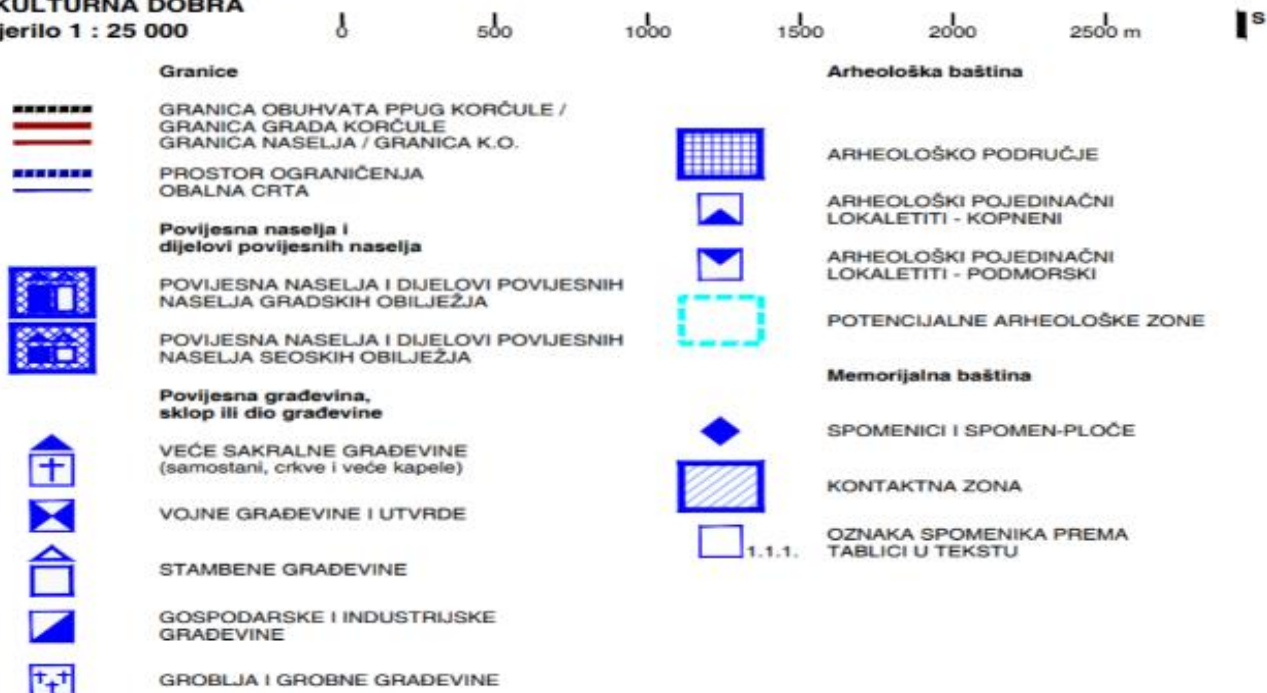 KULTURNA DOBRA
jerilo 1 : 25 000
0 500 1000 1500 2000 2500 m
S
Granice
GRANICA OBUHVATA PPUG KORČULE /
GRANICA GRADA KORČULE
GRANICA NASELJA / GRANICA K.O.
PROSTOR OGRANIČENJA
OBALNA CRTA
Povijesna naselja i
dijelovi povijesnih naselja
POVIJESNA NASELJA I DIJELOVI POVIJESNIH
NASELJA GRADSKIH OBILJEŽJA
POVIJESNA NASELJA I DIJELOVI POVIJESNIH
NASELJA SEOSKIH OBILJEŽJA
Povijesna građevina,
sklop ili dio građevine
VEĆE SAKRALNE GRAĐEVINE
(samostani, crkve i veće kapele)
VOJNE GRAĐEVINE I UTVRDE
STAMBENE GRAĐEVINE
GOSPODARSKE I INDUSTRIJSKE
GRAĐEVINE
GROBLJA I GROBNE GRAĐEVINE
Arheološka baština
ARHEOLOŠKO PODRUČJE
ARHEOLOŠKI POJEDINAČNI
LOKALETITI - KOPNENI
ARHEOLOŠKI POJEDINAČNI
LOKALETITI - PODMORSKI
POTENCIJALNE ARHEOLOŠKE ZONE
Memorijalna baština
SPOMENICI I SPOMEN-PLOČE
KONTAKTNA ZONA
1.1.1. OZNAKA SPOMENIKA PREMA
TABLICI U TEKSTU